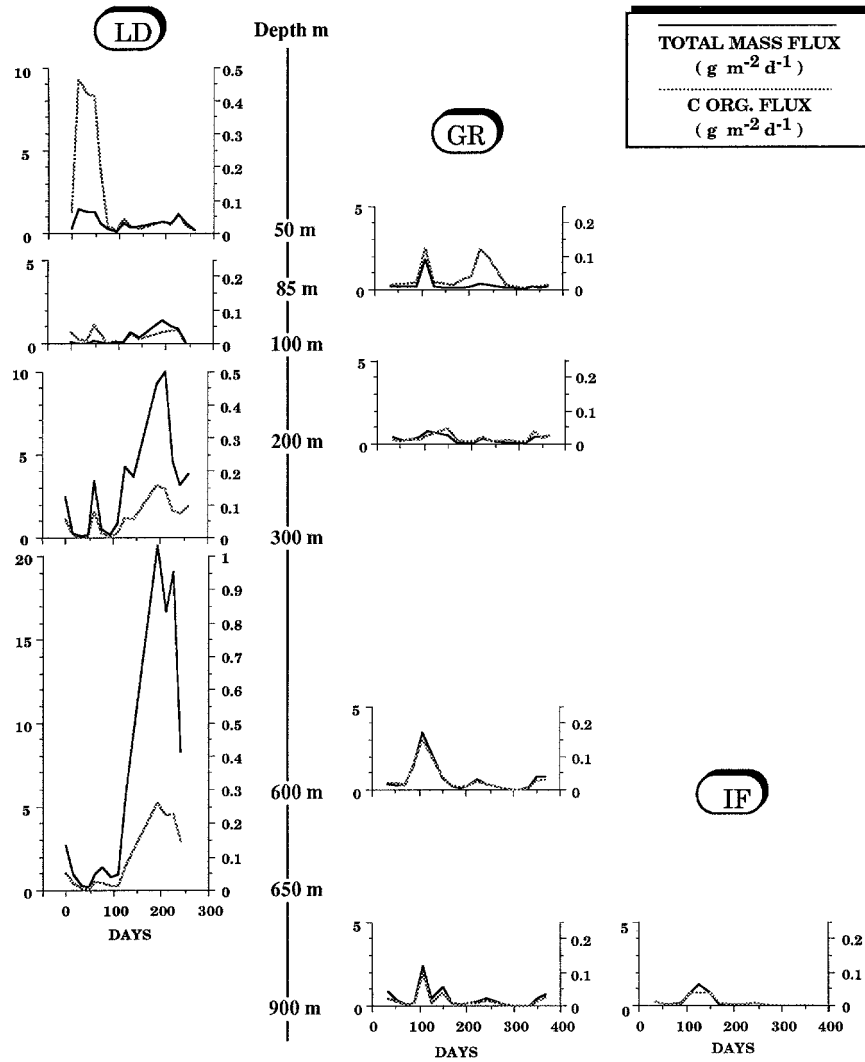 LD
Depth m
TOTAL MASS FLUX
( g m-2 d-1 )
C ORG. FLUX
( g m-2 d-1 )
GR
IF
10
5
0
0.5
0.4
0.3
0.2
0.1
0
50 m
5
0
0.2
0.1
0
5
0
0.2
0.1
0
85 m
100 m
10
5
0
0.5
0.4
0.3
0.2
0.1
0
5
0
0.2
0.1
0
200 m
300 m
20
15
10
5
0
1
0.9
0.8
0.7
0.6
0.5
0.4
0.3
0.2
0.1
0
5
0
0.2
0.1
0
600 m
650 m
0 100 200 300
DAYS
5
0
0.2
0.1
0
5
0
0.2
0.1
0
900 m
0 100 200 300 400
DAYS
0 100 200 300 400
DAYS